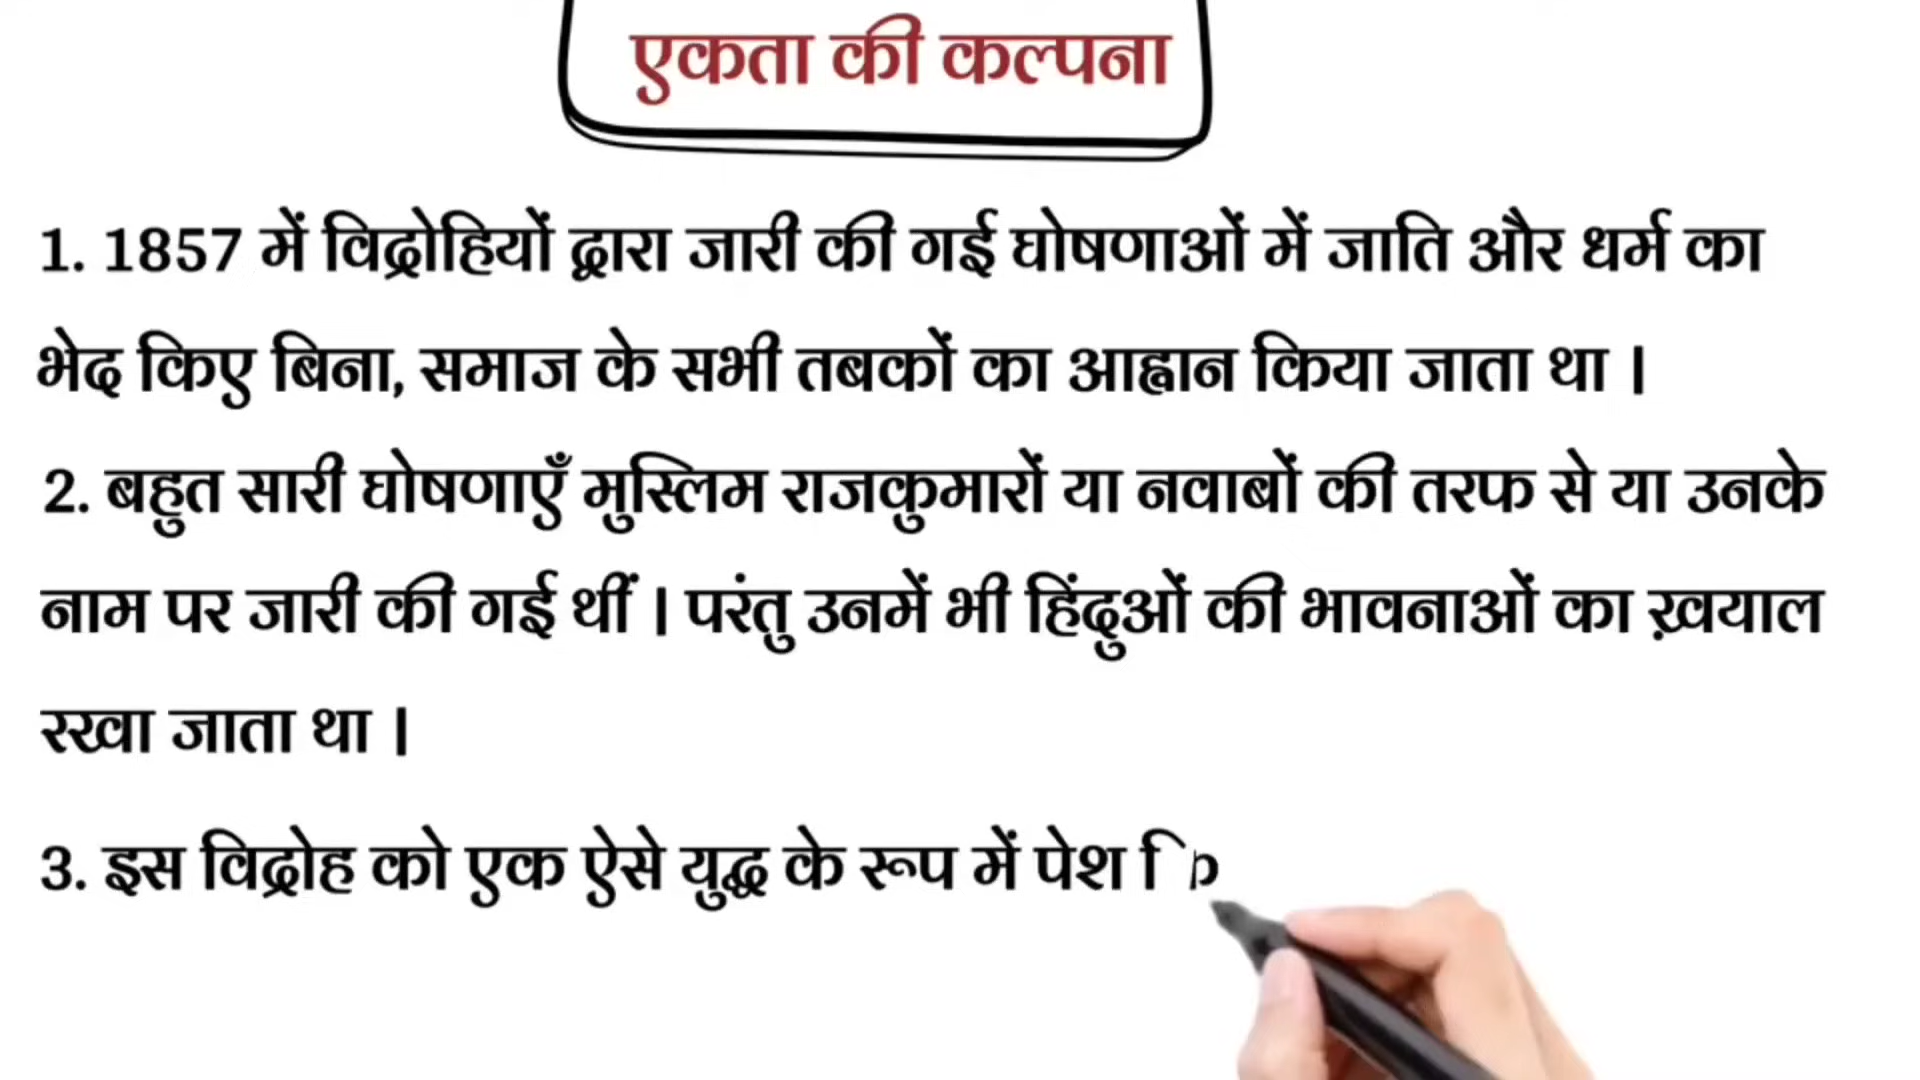 एकता की कल्पना
1. 1857 में विद्रोहियों द्वारा जारी की गई घोषणाओं में जाति और धर्म का
भेद किए बिना, समाज के सभी तबकों का आह्वान किया जाता था |
2. बहुत सारी घोषणाएँ मुस्लिम राजकुमारों या नवाबों की तरफ से या उनके
नाम पर जारी की गई थीं | परंतु उनमें भी हिंदुओं की भावनाओं का ख़्याल
रखा जाता था |
3. इस विद्रोह को एक ऐसे युद्ध के रूप में पेश